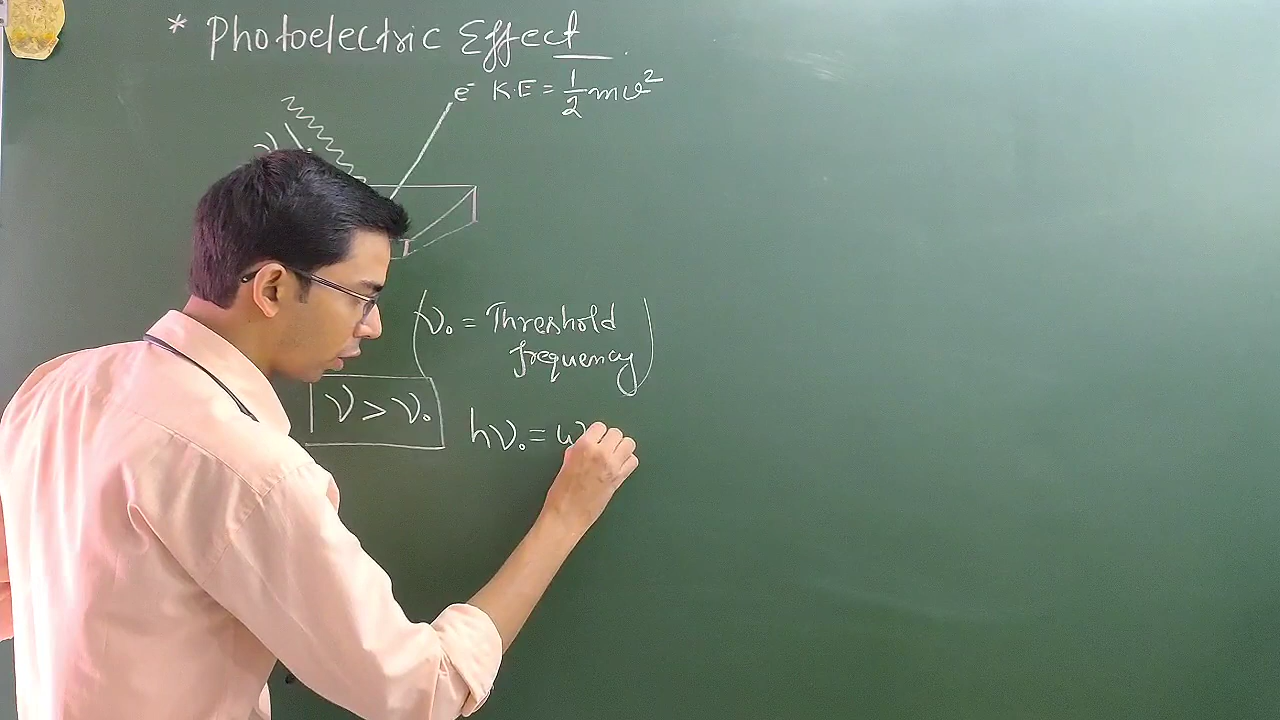 * Photoelectric Effect
e⁻ K.E = 1/2 mv²
ν₀ = Threshold
frequency
ν > ν₀
hν₀ = w